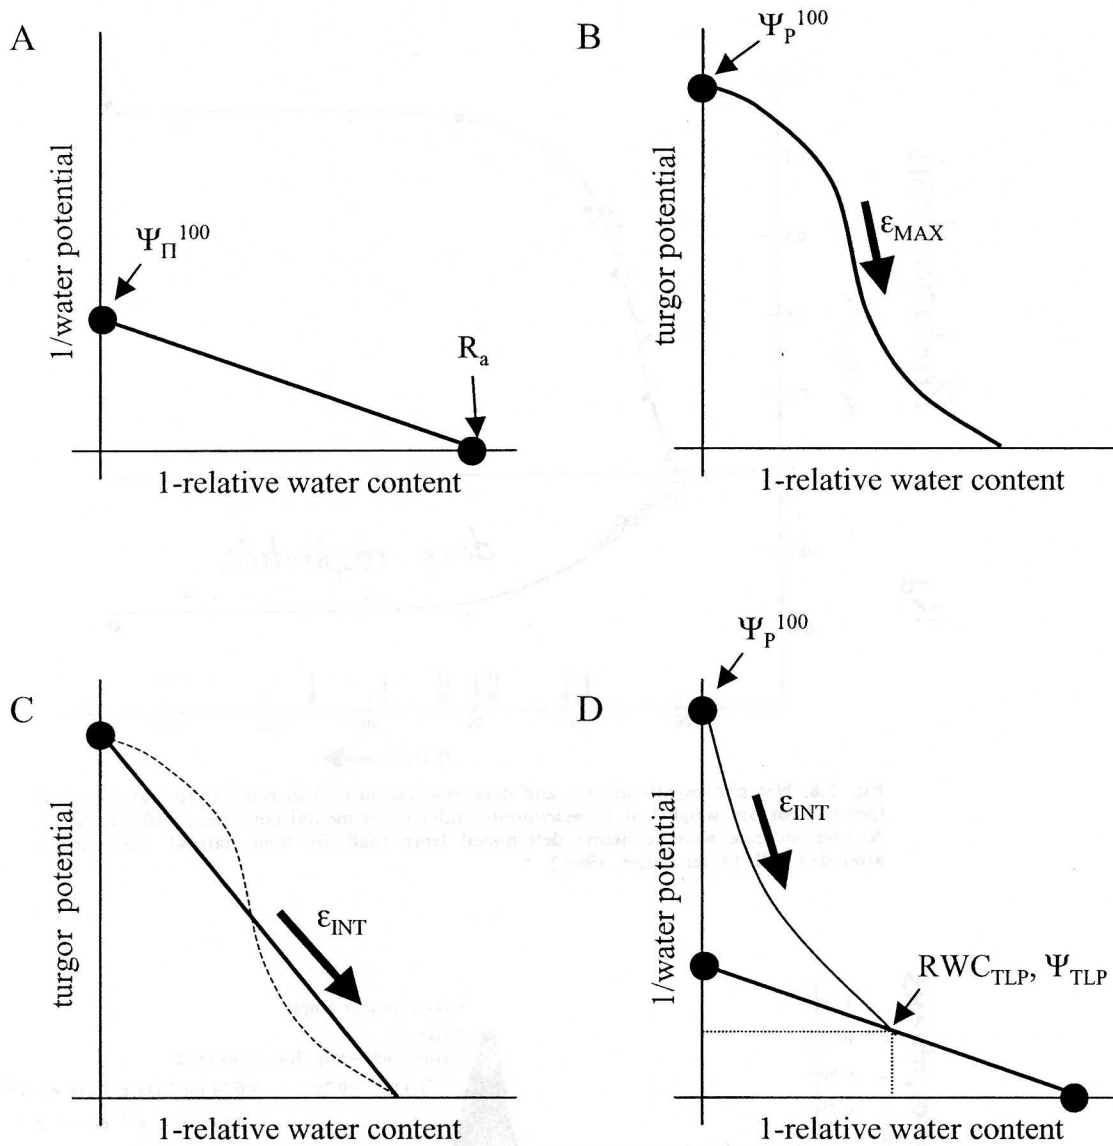 A
1/water potential
Ψ_Π^100
R_a
1-relative water content
B
Ψ_P^100
turgor potential
ε_MAX
1-relative water content
dark respiration
C
turgor potential
ε_INT
1-relative water content
D
Ψ_P^100
1/water potential
ε_INT
RWC_TLP, Ψ_TLP
1-relative water content